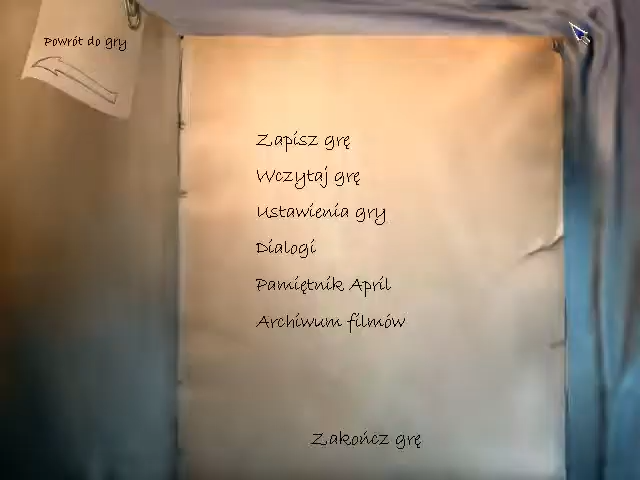 Powrót do gry
Zapisz grę
Wczytaj grę
Ustawienia gry
Dialogi
Pamiętnik April
Archiwum filmów
Zakończ grę